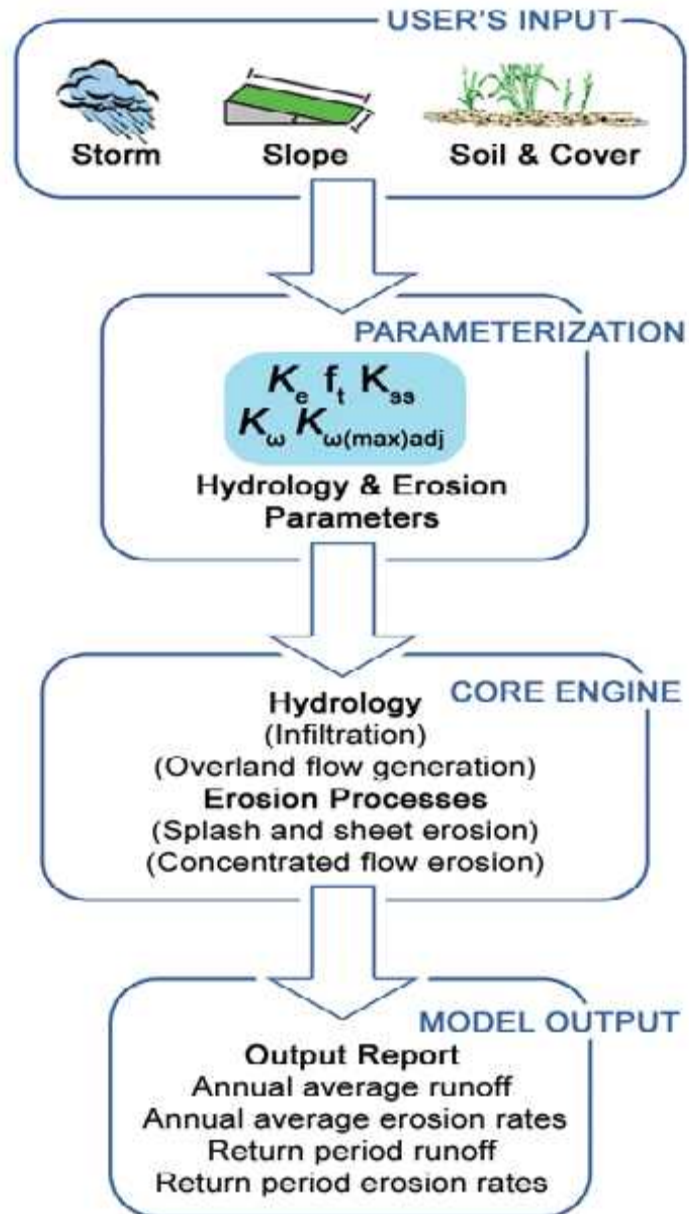 USER'S INPUT
Storm Slope Soil & Cover
PARAMETERIZATION
Ke ft Kss
Kω Kω(max)adj
Hydrology & Erosion
Parameters
CORE ENGINE
Hydrology
(Infiltration)
(Overland flow generation)
Erosion Processes
(Splash and sheet erosion)
(Concentrated flow erosion)
MODEL OUTPUT
Output Report
Annual average runoff
Annual average erosion rates
Return period runoff
Return period erosion rates